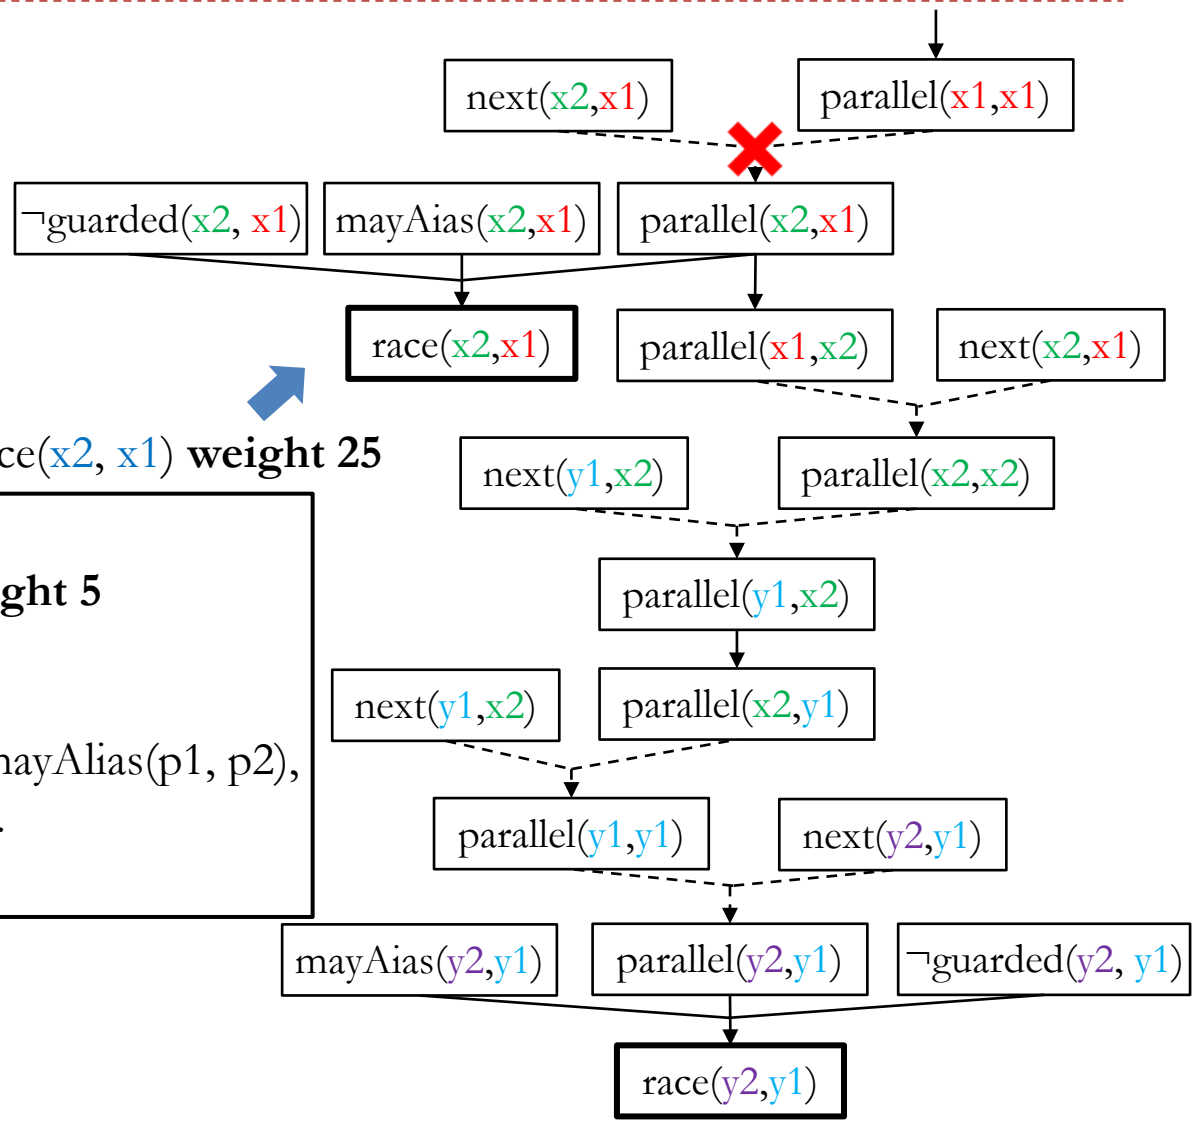 next(x2,x1)
parallel(x1,x1)
¬guarded(x2, x1)
mayAias(x2,x1)
parallel(x2,x1)
race(x2,x1)
parallel(x1,x2)
next(x2,x1)
ce(x2, x1) weight 25
next(y1,x2)
parallel(x2,x2)
ght 5
parallel(y1,x2)
next(y1,x2)
parallel(x2,y1)
nayAlias(p1, p2),
.
parallel(y1,y1)
next(y2,y1)
mayAias(y2,y1)
parallel(y2,y1)
¬guarded(y2, y1)
race(y2,y1)